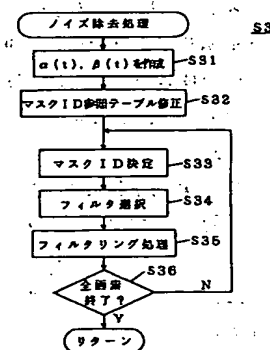 ノイズ除去処理
S3
α(t), β(t)を作成
S31
マスクID参照テーブル修正
S32
マスクID決定
S33
フィルタ選択
S34
フィルタリング処理
S35
全画素
終了?
S36
N
Y
リターン